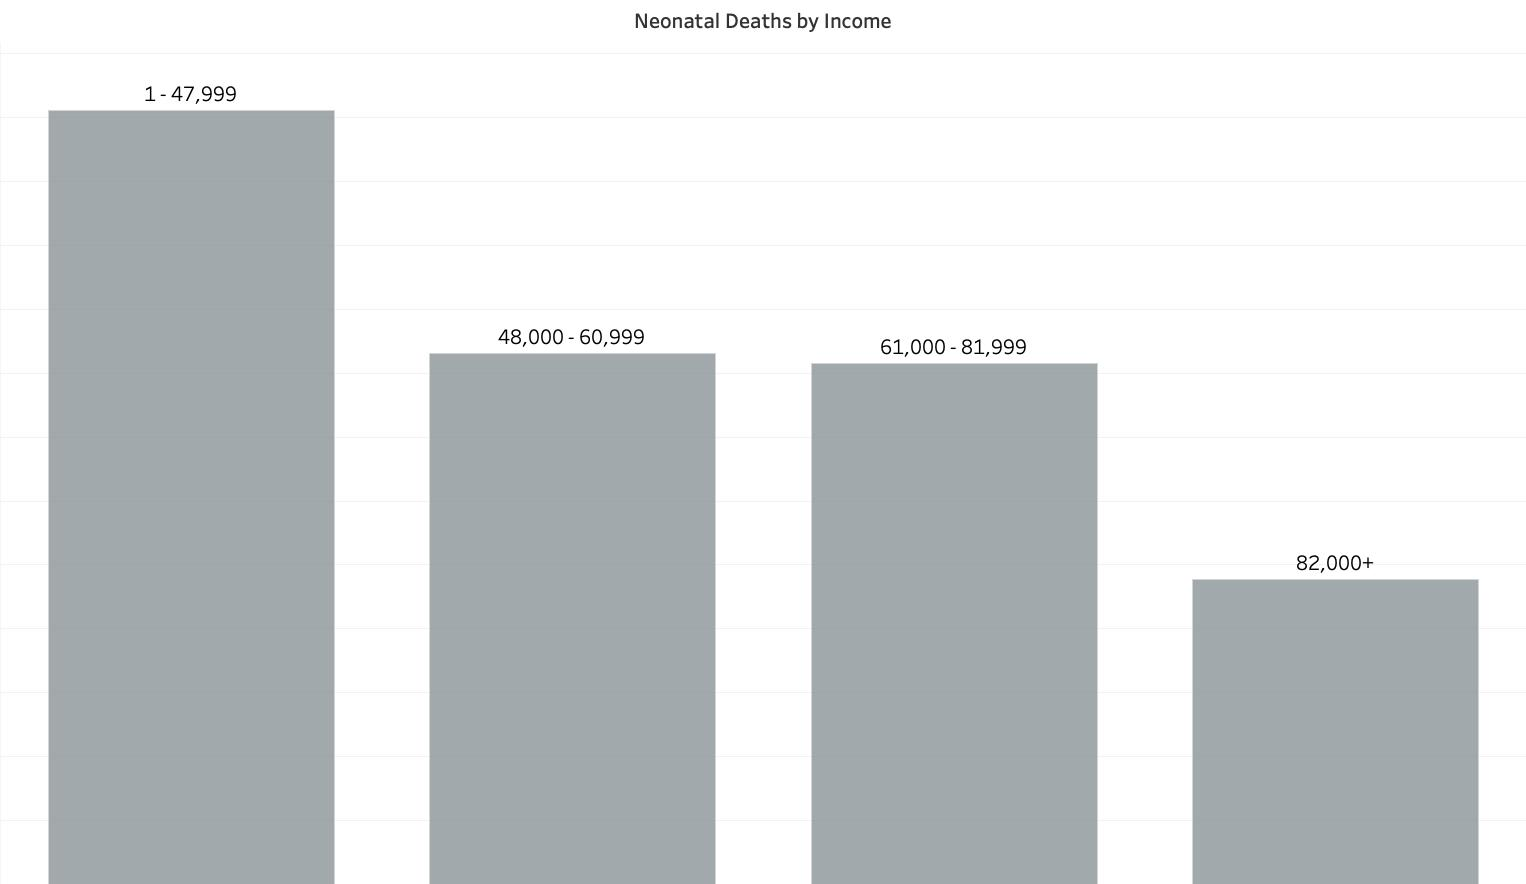 Neonatal Deaths by Income
1 - 47,999
48,000 - 60,999
61,000 - 81,999
82,000+